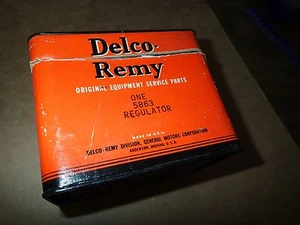 Delco-
Remy
ORIGINAL EQUIPMENT SERVICE PARTS
ONE
5863
REGULATOR
MADE IN U.S.A.
DELCO-REMY DIVISION, GENERAL MOTORS CORPORATION
ANDERSON, INDIANA, U.S.A.